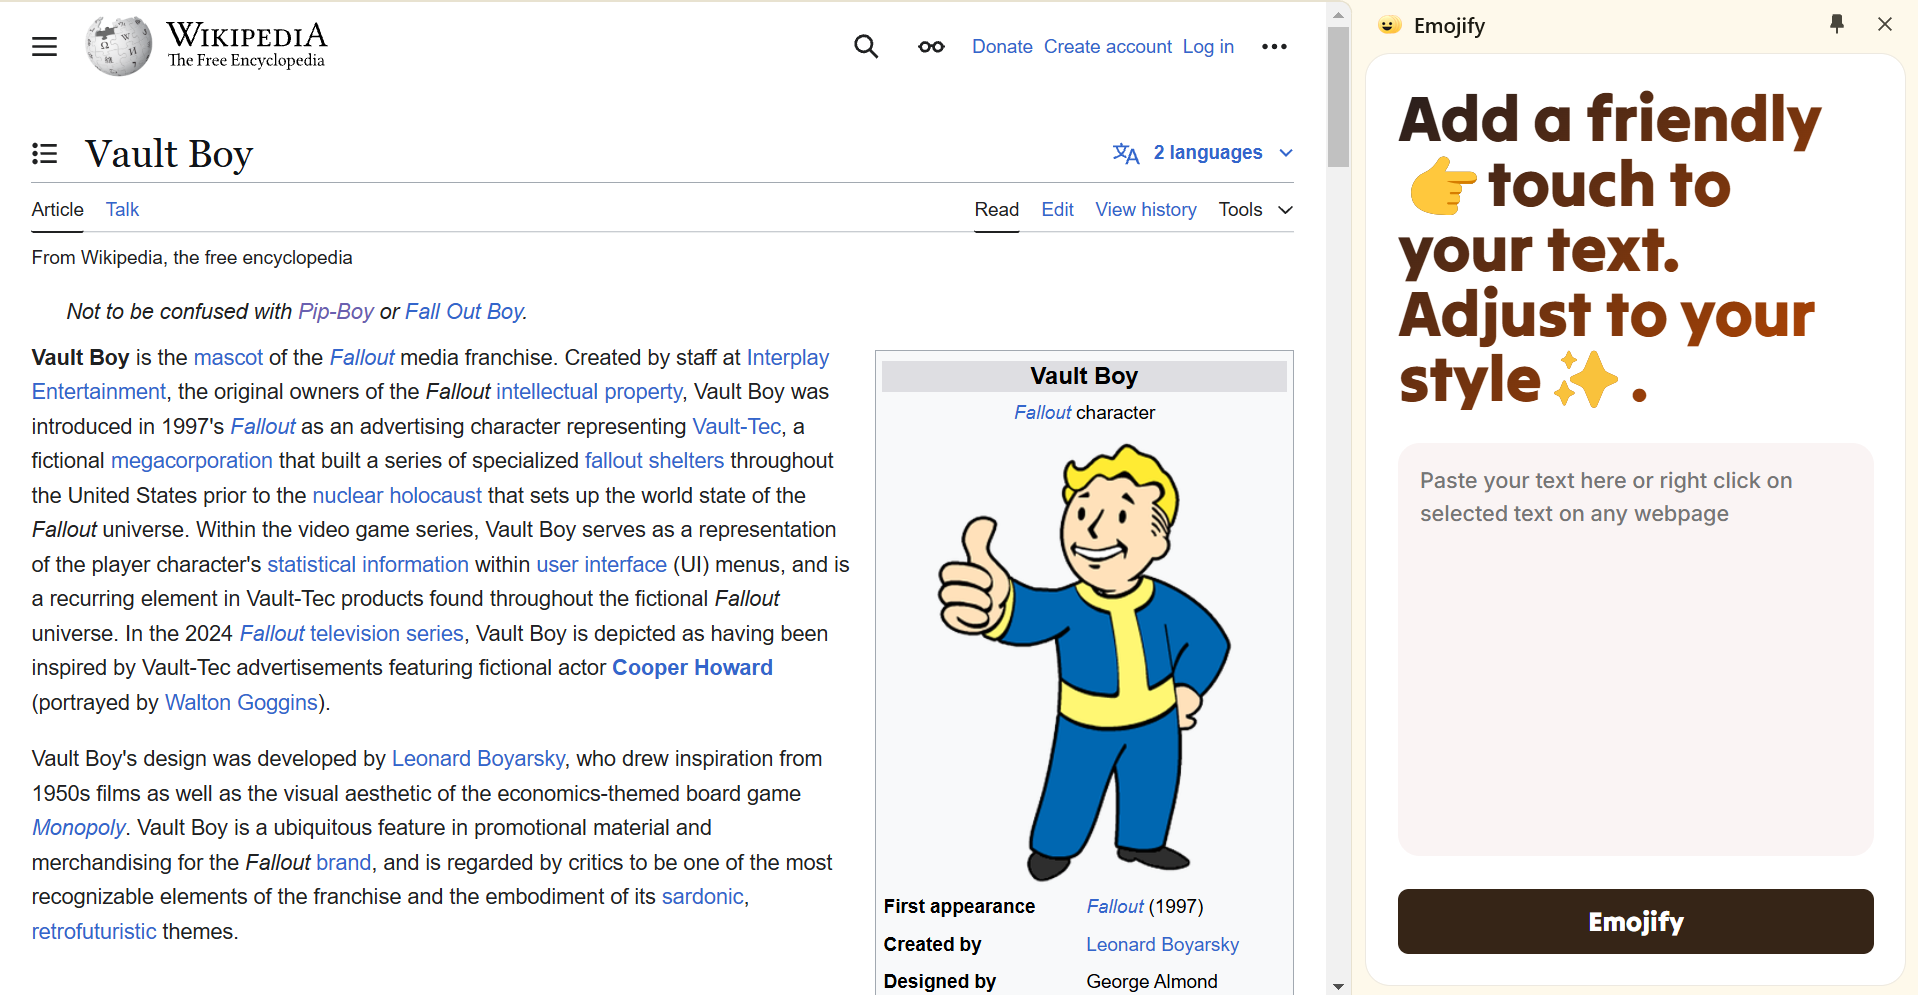 WIKIPEDIA
The Free Encyclopedia
Donate Create account Log in
Vault Boy
2 languages
Article Talk
Read Edit View history Tools
From Wikipedia, the free encyclopedia
Not to be confused with Pip-Boy or Fall Out Boy.
Vault Boy is the mascot of the Fallout media franchise. Created by staff at Interplay
Entertainment, the original owners of the Fallout intellectual property, Vault Boy was
introduced in 1997's Fallout as an advertising character representing Vault-Tec, a
fictional megacorporation that built a series of specialized fallout shelters throughout
the United States prior to the nuclear holocaust that sets up the world state of the
Fallout universe. Within the video game series, Vault Boy serves as a representation
of the player character's statistical information within user interface (UI) menus, and is
a recurring element in Vault-Tec products found throughout the fictional Fallout
universe. In the 2024 Fallout television series, Vault Boy is depicted as having been
inspired by Vault-Tec advertisements featuring fictional actor Cooper Howard
(portrayed by Walton Goggins).
Vault Boy's design was developed by Leonard Boyarsky, who drew inspiration from
1950s films as well as the visual aesthetic of the economics-themed board game
Monopoly. Vault Boy is a ubiquitous feature in promotional material and
merchandising for the Fallout brand, and is regarded by critics to be one of the most
recognizable elements of the franchise and the embodiment of its sardonic,
retrofuturistic themes.
Vault Boy
Fallout character
First appearance Fallout (1997)
Created by Leonard Boyarsky
Designed by George Almond
Emojify
Add a friendly
👉 touch to
your text.
Adjust to your
style ✨ .
Paste your text here or right click on
selected text on any webpage
Emojify